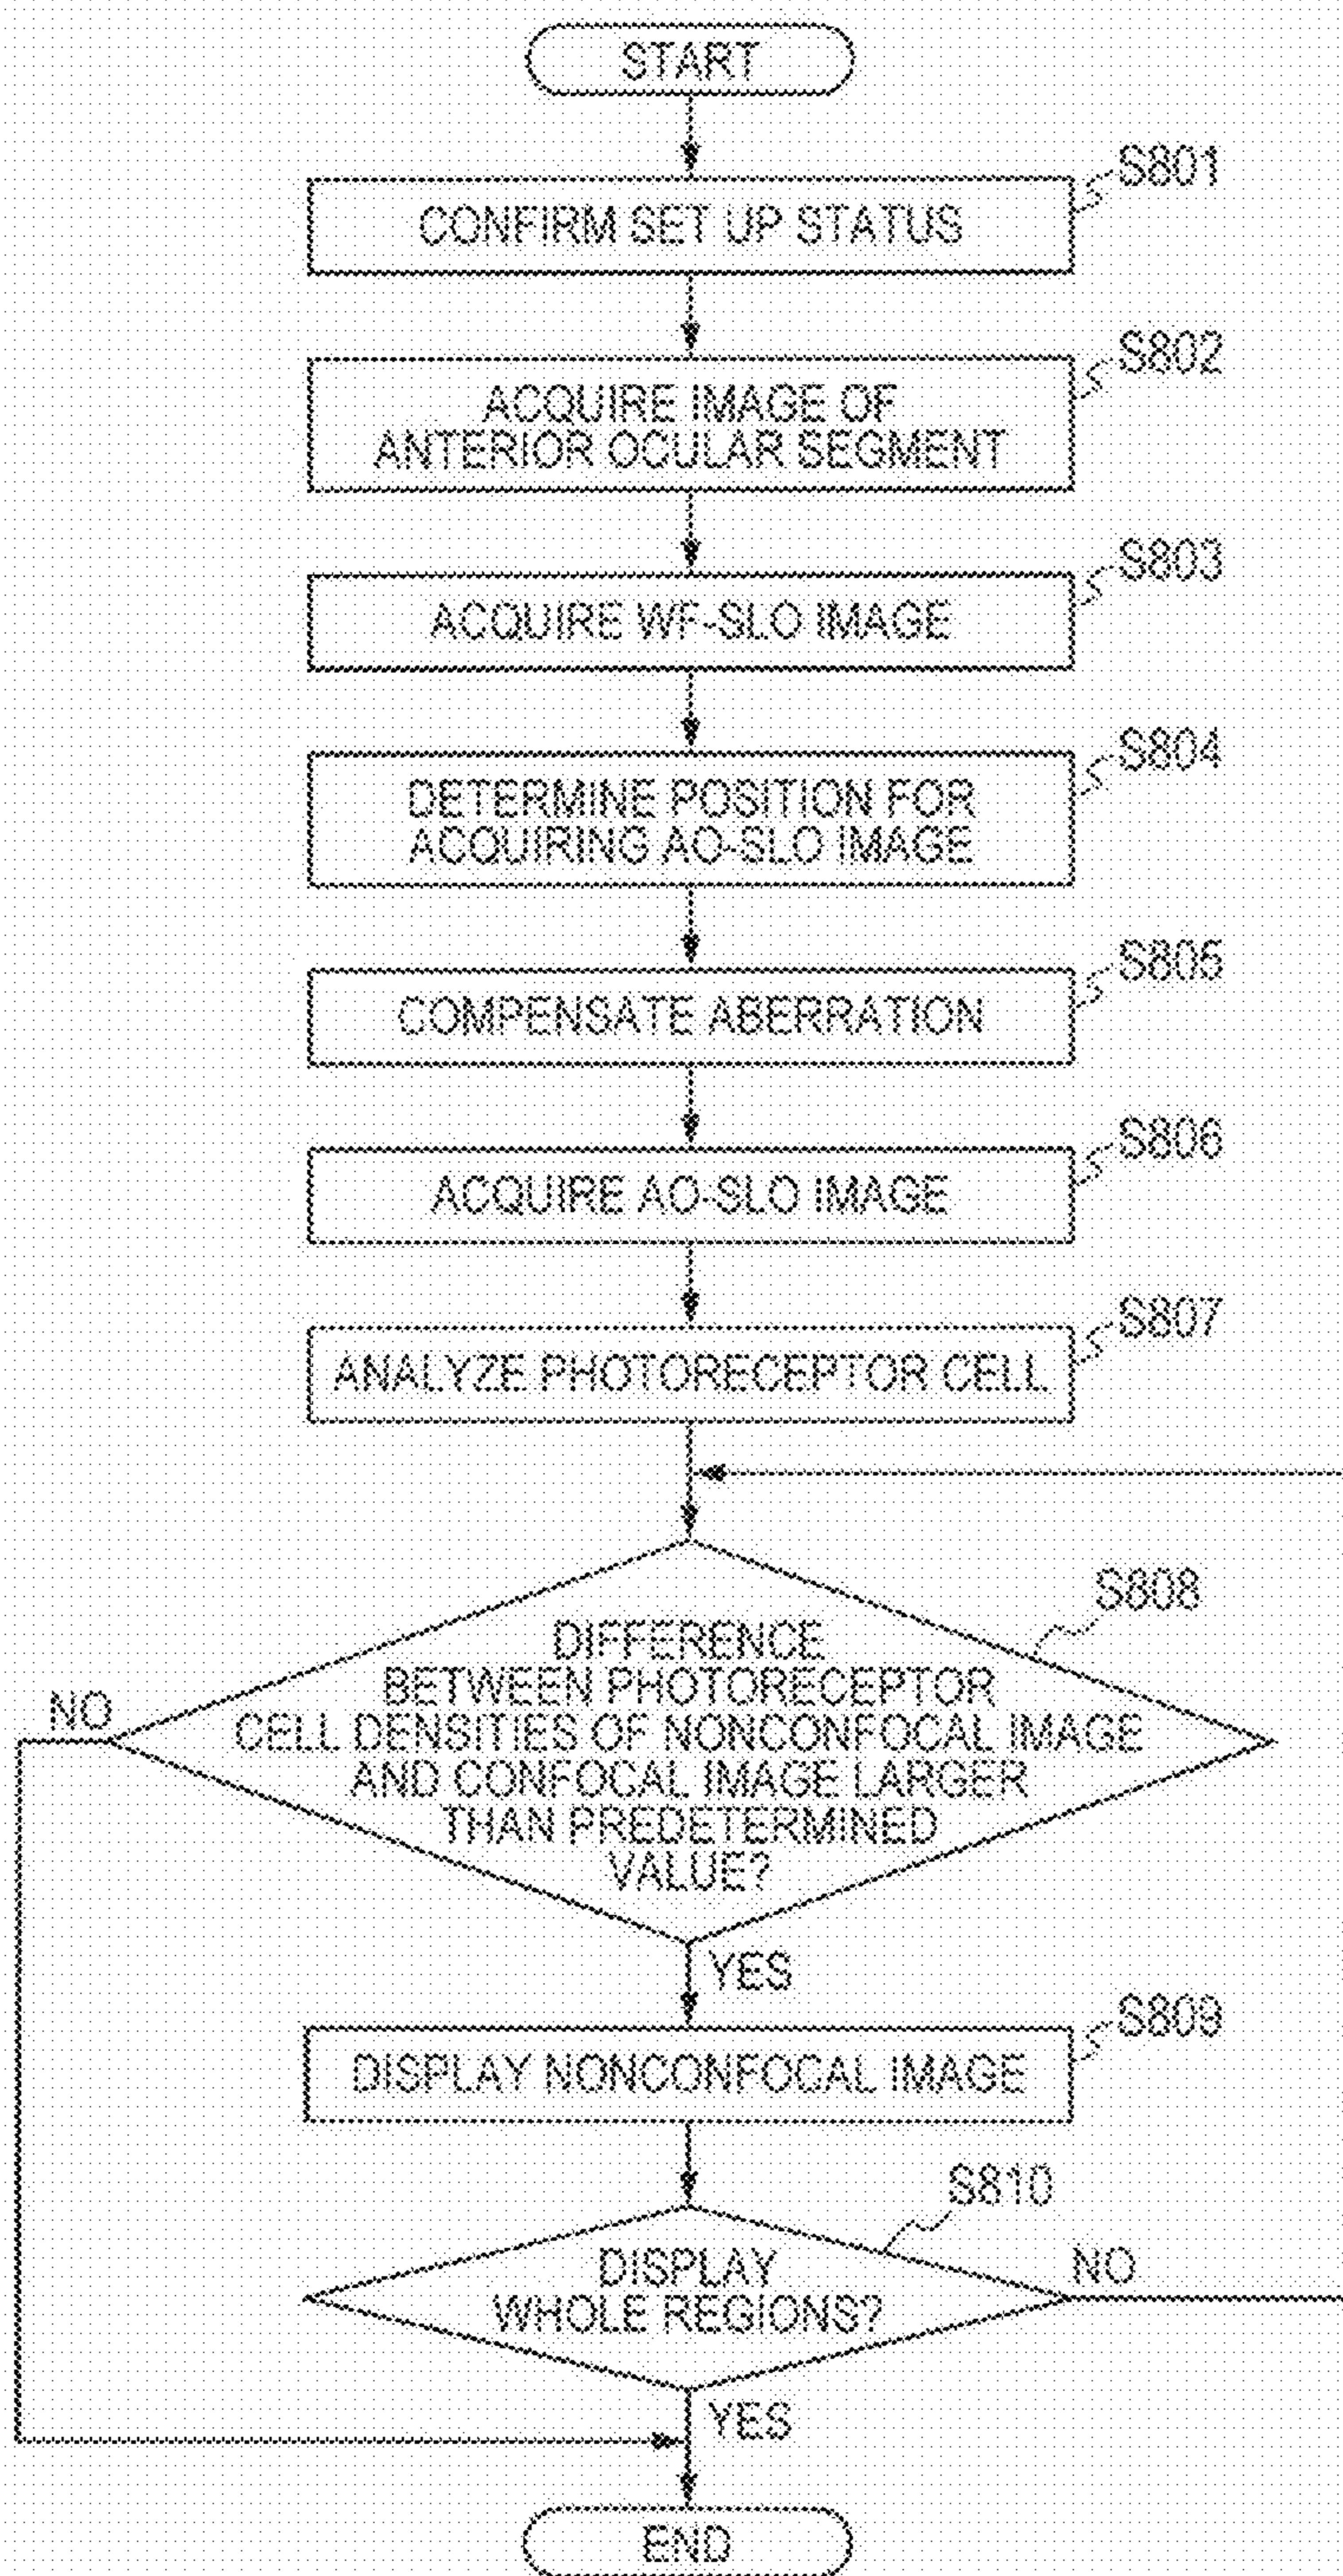 START
S801
CONFIRM SET UP STATUS
S802
ACQUIRE IMAGE OF
ANTERIOR OCULAR SEGMENT
S803
ACQUIRE WF-SLO IMAGE
S804
DETERMINE POSITION FOR
ACQUIRING AO-SLO IMAGE
S805
COMPENSATE ABERRATION
S806
ACQUIRE AO-SLO IMAGE
S807
ANALYZE PHOTORECEPTOR CELL
S808
DIFFERENCE
BETWEEN PHOTORECEPTOR
CELL DENSITIES OF NONCONFOCAL IMAGE
AND CONFOCAL IMAGE LARGER
THAN PREDETERMINED
VALUE?
NO
YES
S809
DISPLAY NONCONFOCAL IMAGE
S810
DISPLAY
WHOLE REGIONS?
NO
YES
END